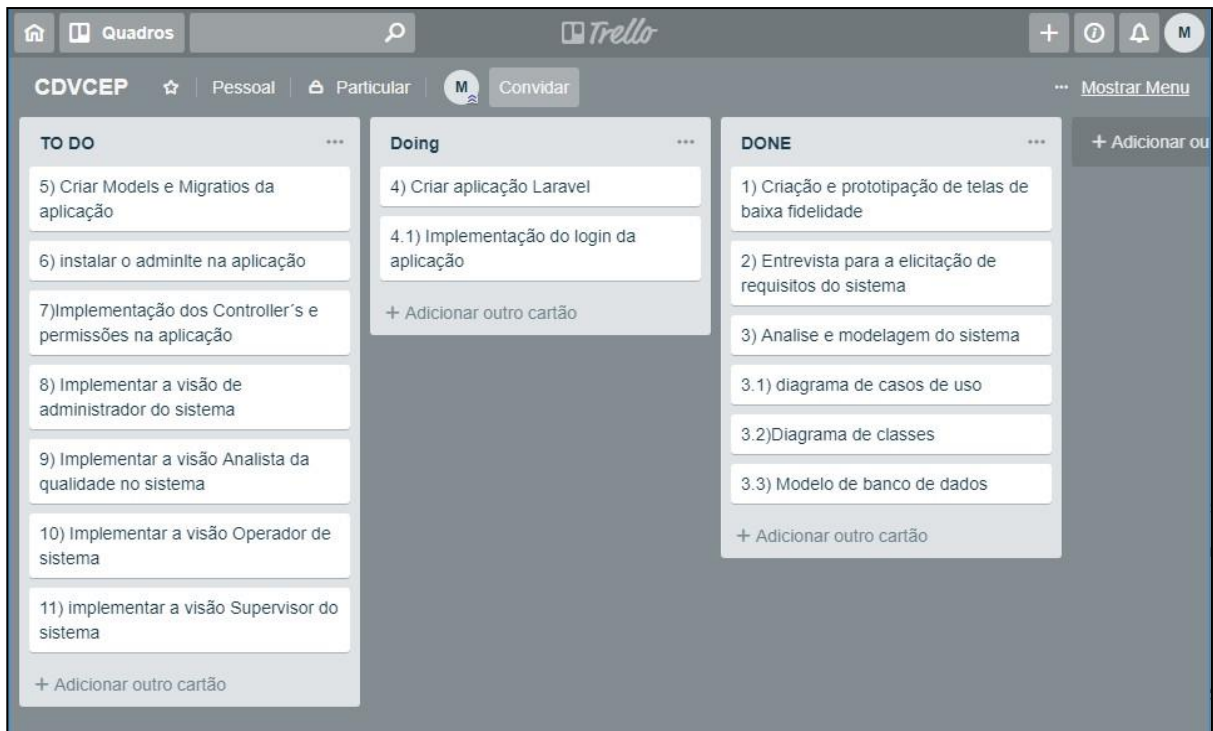 Quadros
Trello
M
CDVCEP
Pessoal
Particular
M
Convidar
... Mostrar Menu
TO DO
5) Criar Models e Migratios da
aplicação
6) instalar o adminlte na aplicação
7)Implementação dos Controller´s e
permissões na aplicação
8) Implementar a visão de
administrador do sistema
9) Implementar a visão Analista da
qualidade no sistema
10) Implementar a visão Operador de
sistema
11) implementar a visão Supervisor do
sistema
+ Adicionar outro cartão
Doing
4) Criar aplicação Laravel
4.1) Implementação do login da
aplicação
+ Adicionar outro cartão
DONE
1) Criação e prototipação de telas de
baixa fidelidade
2) Entrevista para a elicitação de
requisitos do sistema
3) Analise e modelagem do sistema
3.1) diagrama de casos de uso
3.2)Diagrama de classes
3.3) Modelo de banco de dados
+ Adicionar outro cartão
+ Adicionar ou